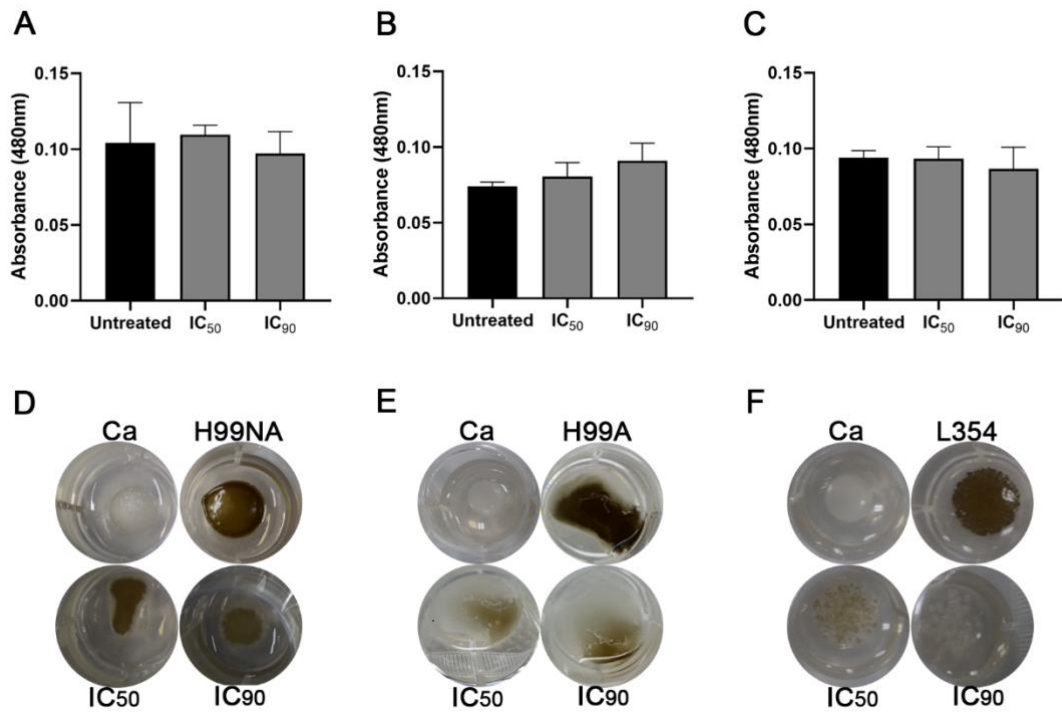 A
B
C
Absorbance (480nm)
0.15
0.10
0.05
0.00
Untreated
IC50
IC90
Absorbance (480nm)
0.15
0.10
0.05
0.00
Untreated
IC50
IC90
Absorbance (480nm)
0.15
0.10
0.05
0.00
Untreated
IC50
IC90
D
Ca
H99NA
IC50
IC90
E
Ca
H99A
IC50
IC90
F
Ca
L354
IC50
IC90